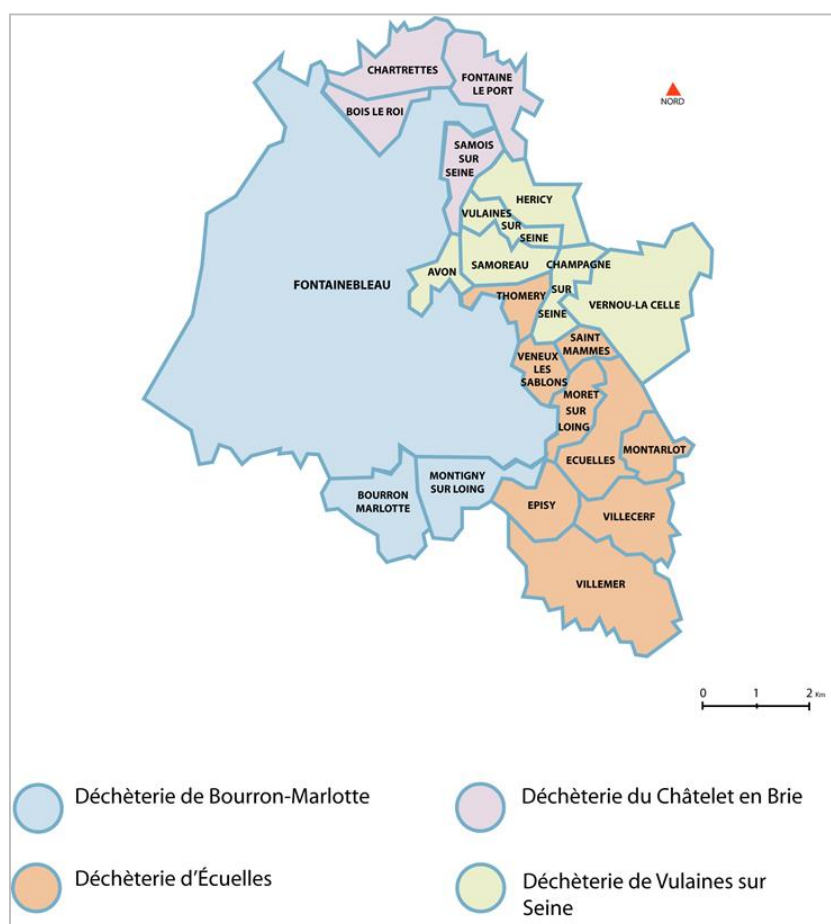 CHARTRETTES
FONTAINE
LE PORT
NORD
BOIS LE ROI
SAMOIS
SUR
SEINE
HERICY
VULAINES
SUR
SEINE
AVON
SAMOREAU
CHAMPAGNE
SUR
SEINE
FONTAINEBLEAU
THOMERY
VERNOU-LA CELLE
SAINT
MAMMES
VENEUX
LES
SABLONS
MORET
SUR
LOING
ECUELLES
MONTARLOT
MONTIGNY
SUR LOING
BOURRON
MARLOTTE
EPISY
VILLECERF
VILLEMER
0 1 2 Km
Déchèterie de Bourron-Marlotte
Déchèterie du Châtelet en Brie
Déchèterie d'Écuelles
Déchèterie de Vulaines sur
Seine